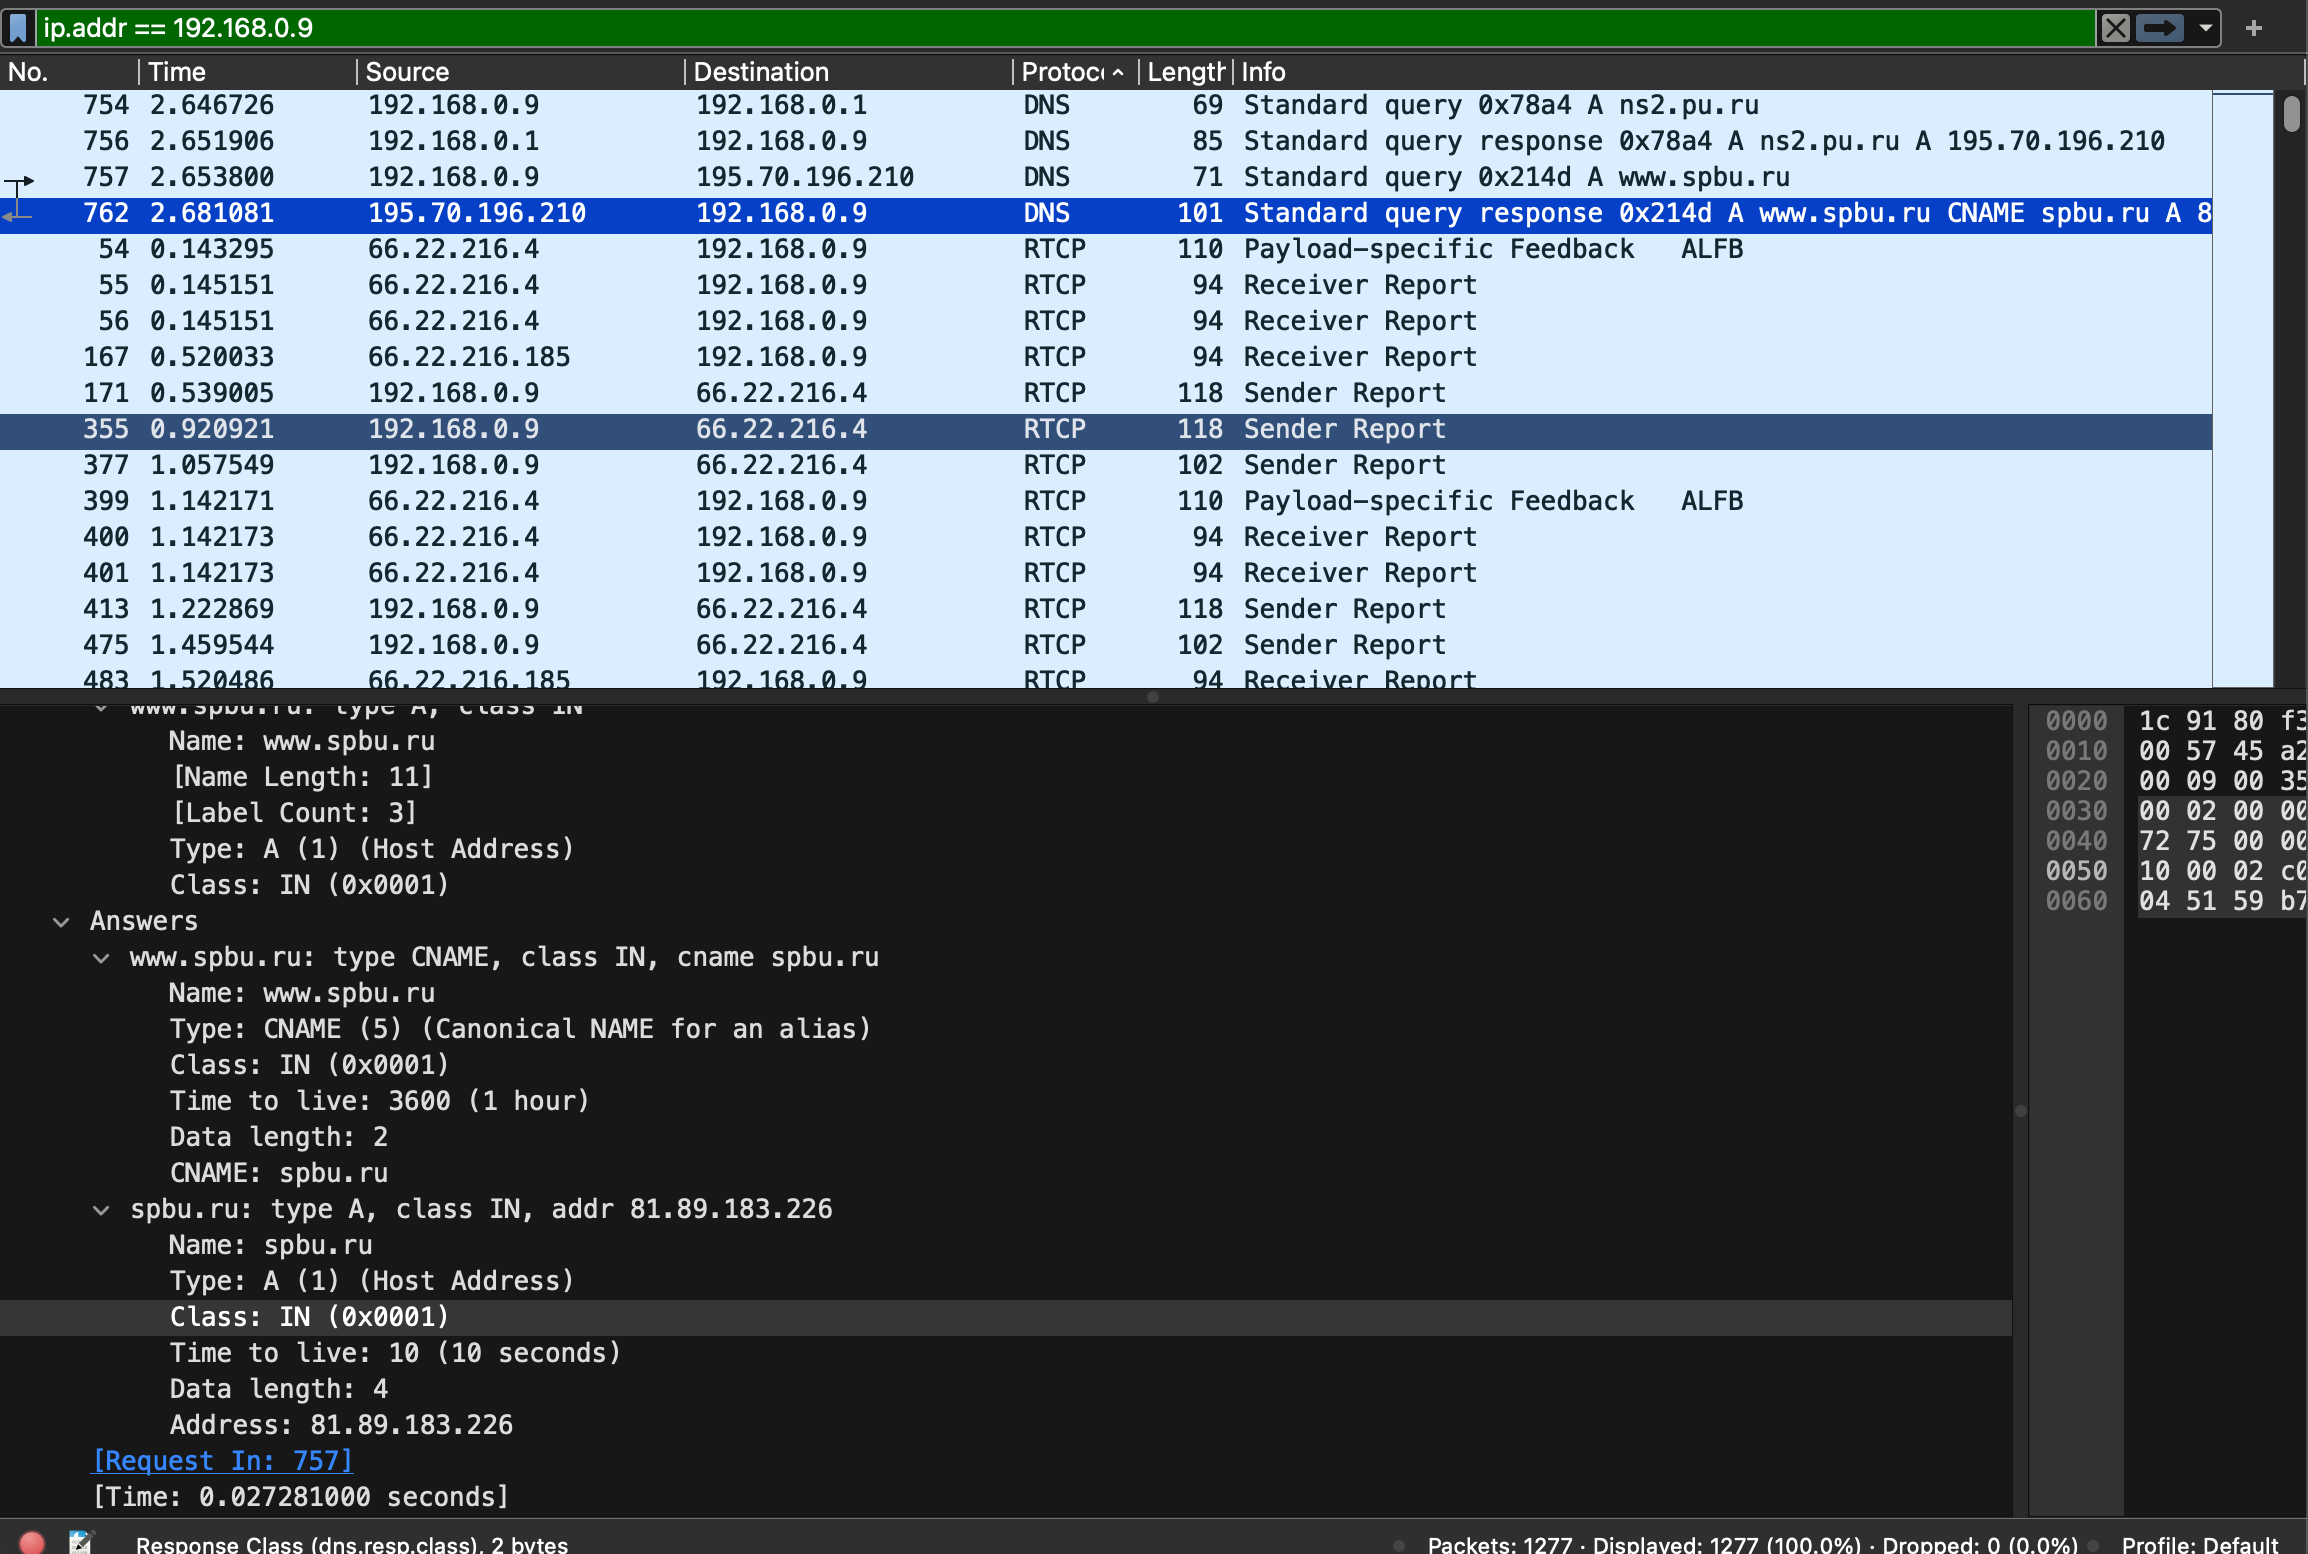 ip.addr == 192.168.0.9
No. Time Source Destination Protoc Length Info
754 2.646726 192.168.0.9 192.168.0.1 DNS 69 Standard query 0x78a4 A ns2.pu.ru
756 2.651906 192.168.0.1 192.168.0.9 DNS 85 Standard query response 0x78a4 A ns2.pu.ru A 195.70.196.210
757 2.653800 192.168.0.9 195.70.196.210 DNS 71 Standard query 0x214d A www.spbu.ru
762 2.681081 195.70.196.210 192.168.0.9 DNS 101 Standard query response 0x214d A www.spbu.ru CNAME spbu.ru A 8
54 0.143295 66.22.216.4 192.168.0.9 RTCP 110 Payload-specific Feedback ALFB
55 0.145151 66.22.216.4 192.168.0.9 RTCP 94 Receiver Report
56 0.145151 66.22.216.4 192.168.0.9 RTCP 94 Receiver Report
167 0.520033 66.22.216.185 192.168.0.9 RTCP 94 Receiver Report
171 0.539005 192.168.0.9 66.22.216.4 RTCP 118 Sender Report
355 0.920921 192.168.0.9 66.22.216.4 RTCP 118 Sender Report
377 1.057549 192.168.0.9 66.22.216.4 RTCP 102 Sender Report
399 1.142171 66.22.216.4 192.168.0.9 RTCP 110 Payload-specific Feedback ALFB
400 1.142173 66.22.216.4 192.168.0.9 RTCP 94 Receiver Report
401 1.142173 66.22.216.4 192.168.0.9 RTCP 94 Receiver Report
413 1.222869 192.168.0.9 66.22.216.4 RTCP 118 Sender Report
475 1.459544 192.168.0.9 66.22.216.4 RTCP 102 Sender Report
483 1.520486 66.22.216.185 192.168.0.9 RTCP 94 Receiver Report
www.spbu.ru: type A, class IN
Name: www.spbu.ru
[Name Length: 11]
[Label Count: 3]
Type: A (1) (Host Address)
Class: IN (0x0001)
Answers
www.spbu.ru: type CNAME, class IN, cname spbu.ru
Name: www.spbu.ru
Type: CNAME (5) (Canonical NAME for an alias)
Class: IN (0x0001)
Time to live: 3600 (1 hour)
Data length: 2
CNAME: spbu.ru
spbu.ru: type A, class IN, addr 81.89.183.226
Name: spbu.ru
Type: A (1) (Host Address)
Class: IN (0x0001)
Time to live: 10 (10 seconds)
Data length: 4
Address: 81.89.183.226
[Request In: 757]
[Time: 0.027281000 seconds]
0000 1c 91 80 f3
0010 00 57 45 a2
0020 00 09 00 35
0030 00 02 00 00
0040 72 75 00 00
0050 10 00 02 c0
0060 04 51 59 b7
Response Class (dns.resp.class), 2 bytes
Packets: 1277 · Displayed: 1277 (100.0%) · Dropped: 0 (0.0%)
Profile: Default